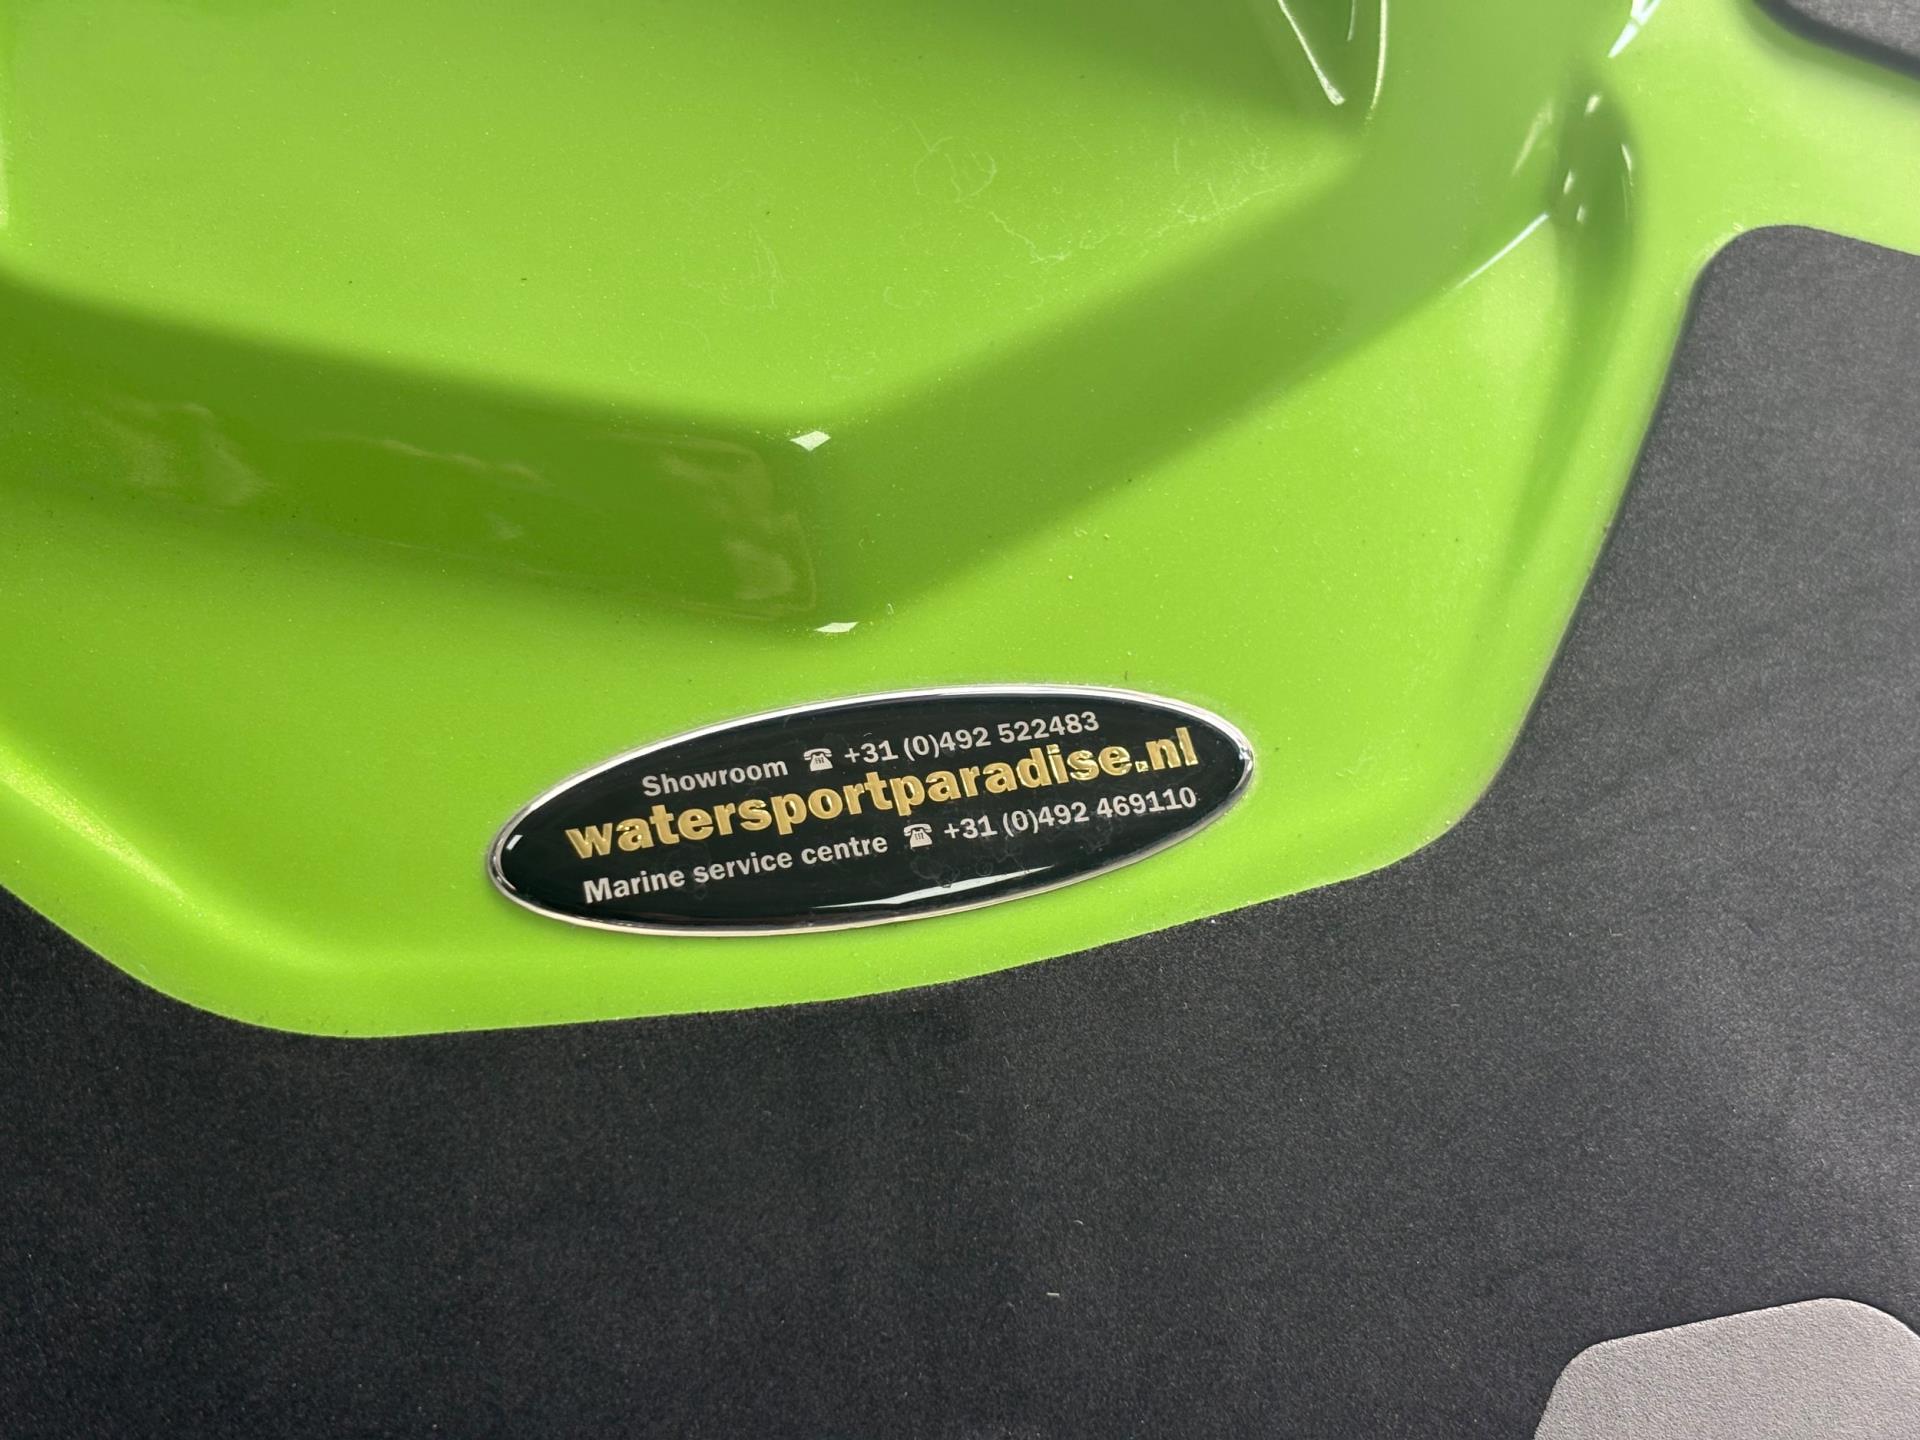 Showroom ☎ +31 (0)492 522483
watersportparadise.nl
Marine service centre ☎ +31 (0)492 469110